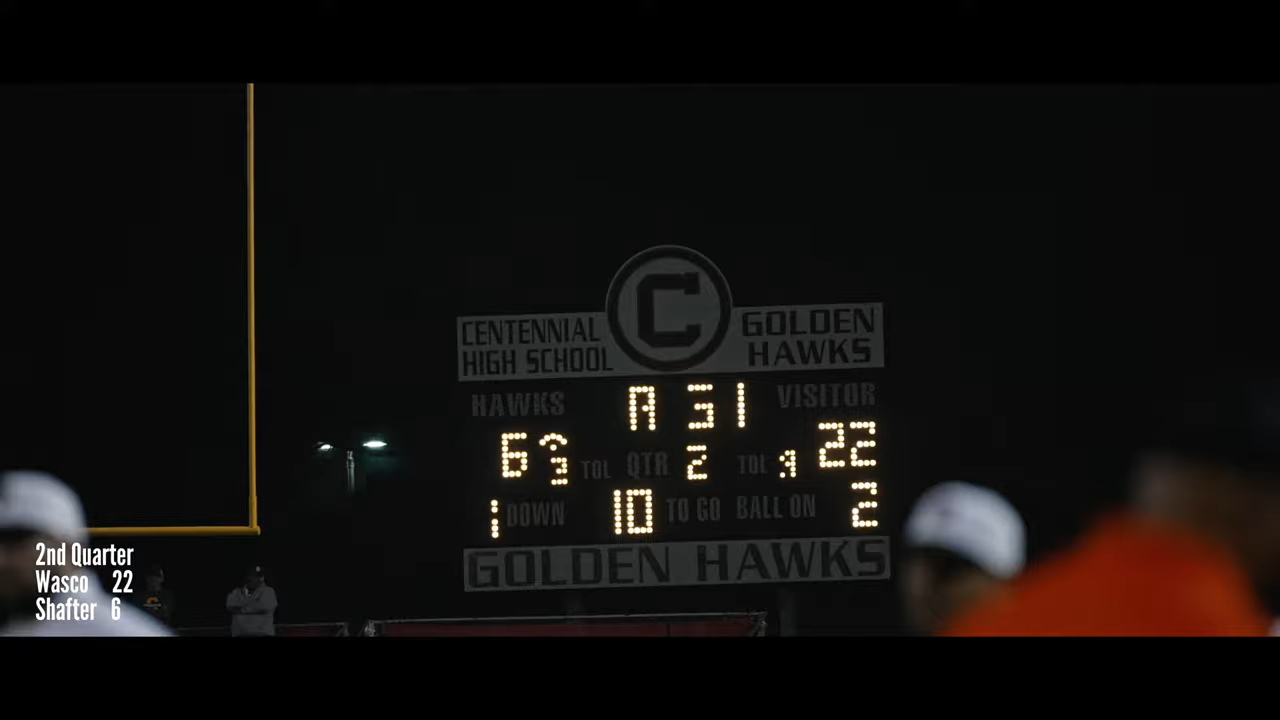 C
CENTENNIAL
HIGH SCHOOL
GOLDEN
HAWKS
HAWKS
VISITOR
6
TOL QTR 2 TOL
22
1 DOWN 10 TO GO BALL ON 2
GOLDEN HAWKS
2nd Quarter
Wasco 22
Shafter 6